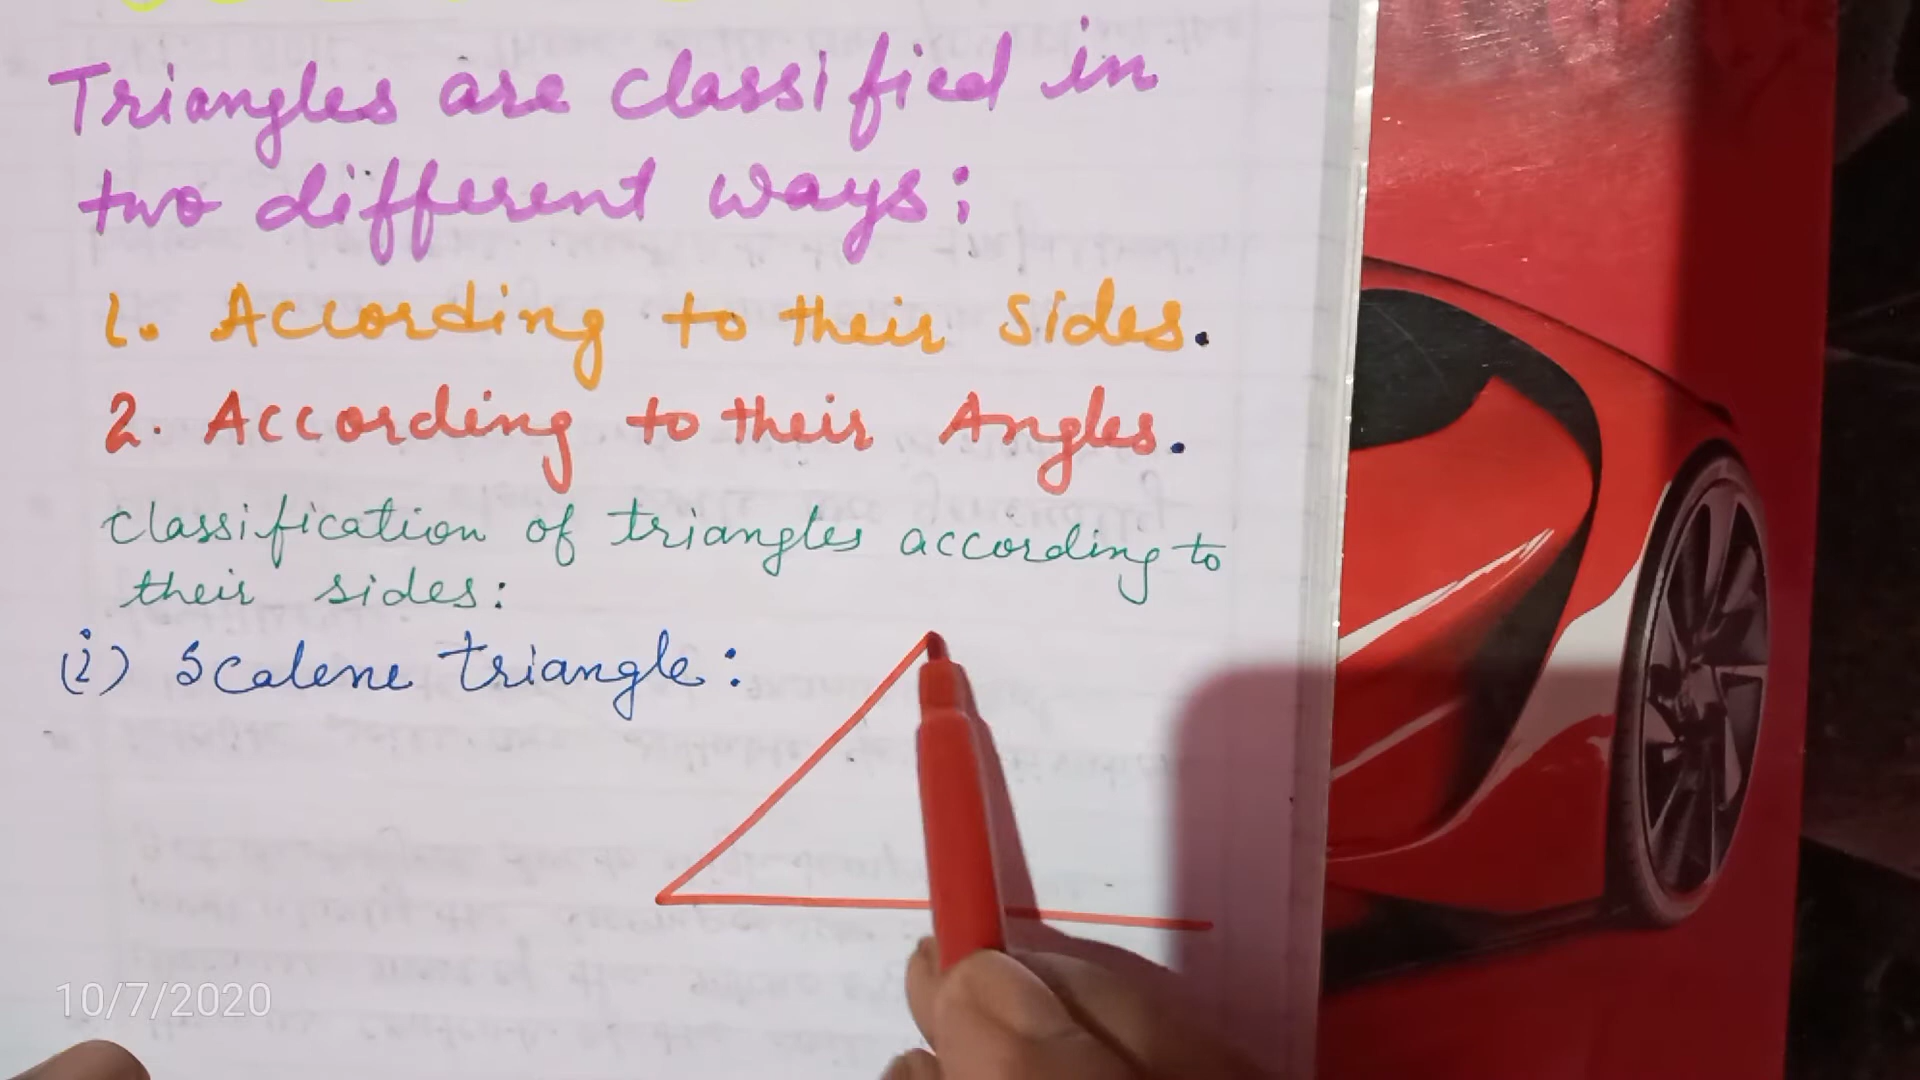 Triangles are classified in
two different ways:
1. According to their sides.
2. According to their Angles.
Classification of triangles according to
their sides:
(i) Scalene triangle:
10/7/2020